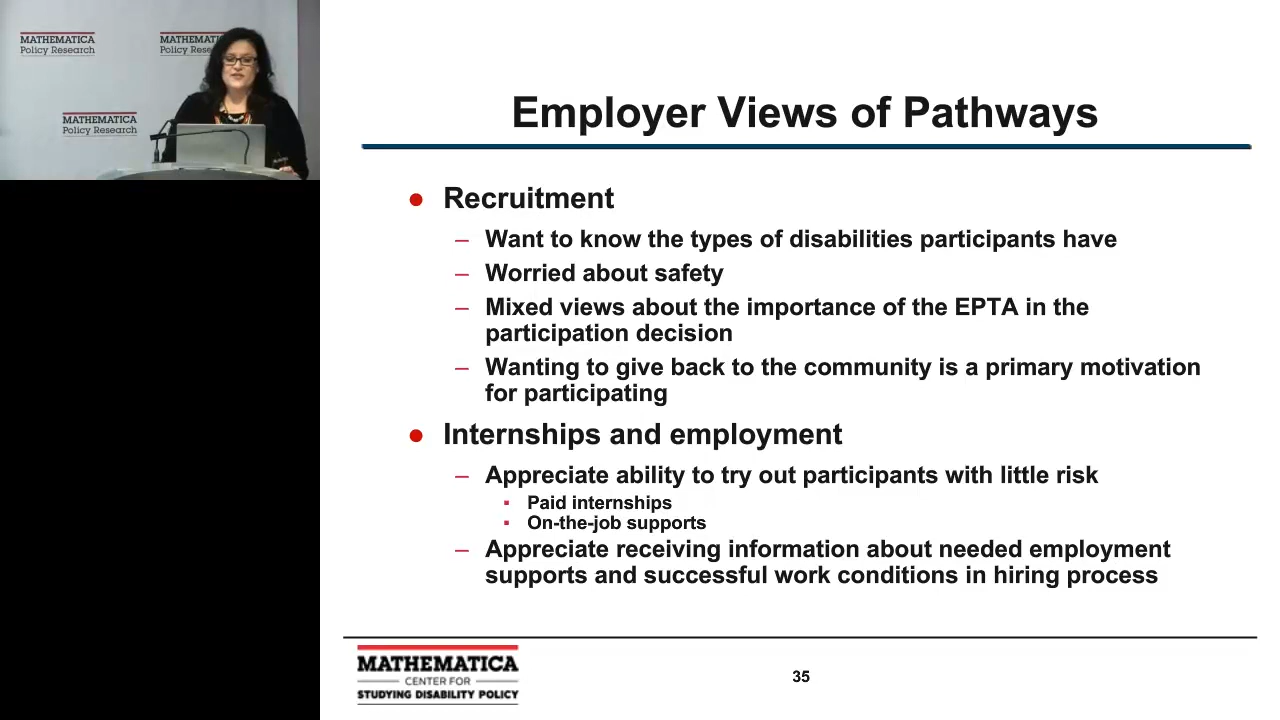 MATHEMATICA
Policy Research
MATHEMATICA
Policy Research
MATHEMATICA
Policy Research
Employer Views of Pathways
● Recruitment
– Want to know the types of disabilities participants have
– Worried about safety
– Mixed views about the importance of the EPTA in the
participation decision
– Wanting to give back to the community is a primary motivation
for participating
● Internships and employment
– Appreciate ability to try out participants with little risk
▪ Paid internships
▪ On-the-job supports
– Appreciate receiving information about needed employment
supports and successful work conditions in hiring process
MATHEMATICA
CENTER FOR
STUDYING DISABILITY POLICY
35